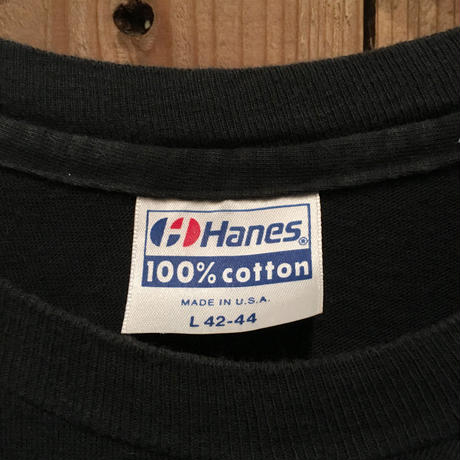 Hanes®
100% cotton
MADE IN U.S.A.
L 42-44